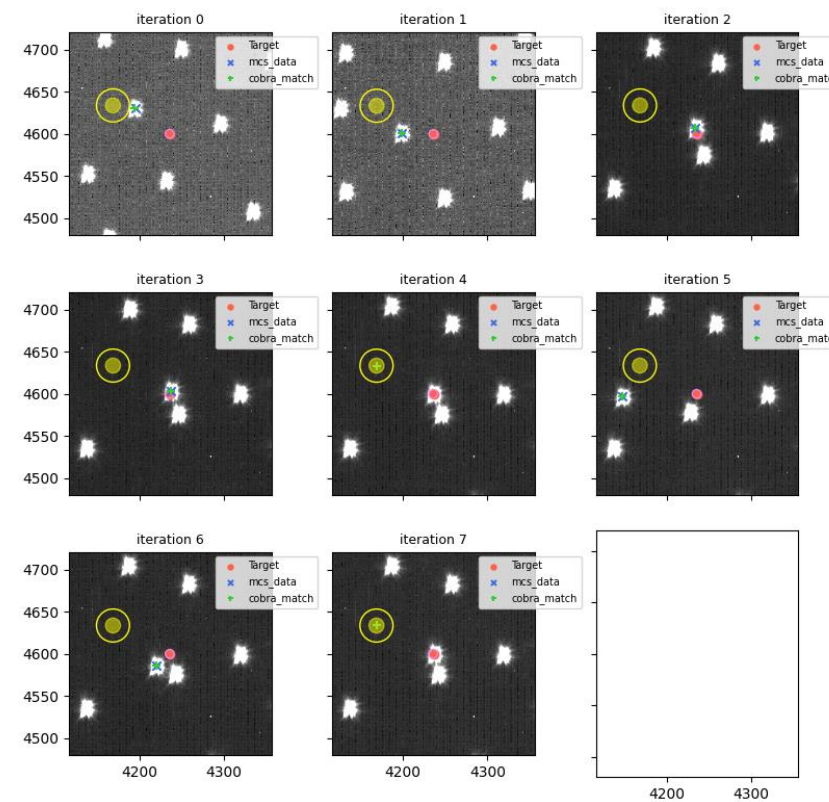 iteration 0
4700
4650
4600
4550
4500
Target
mcs_data
cobra_match
iteration 1
Target
mcs_data
cobra_match
iteration 2
Target
mcs_data
iteration 3
4700
4650
4600
4550
4500
Target
mcs_data
cobra_match
iteration 4
Target
mcs_data
cobra_match
iteration 5
Target
mcs_data
iteration 6
4700
4650
4600
4550
4500
4200
4300
Target
mcs_data
cobra_match
iteration 7
4200
4300
Target
mcs_data
cobra_match
4200
4300